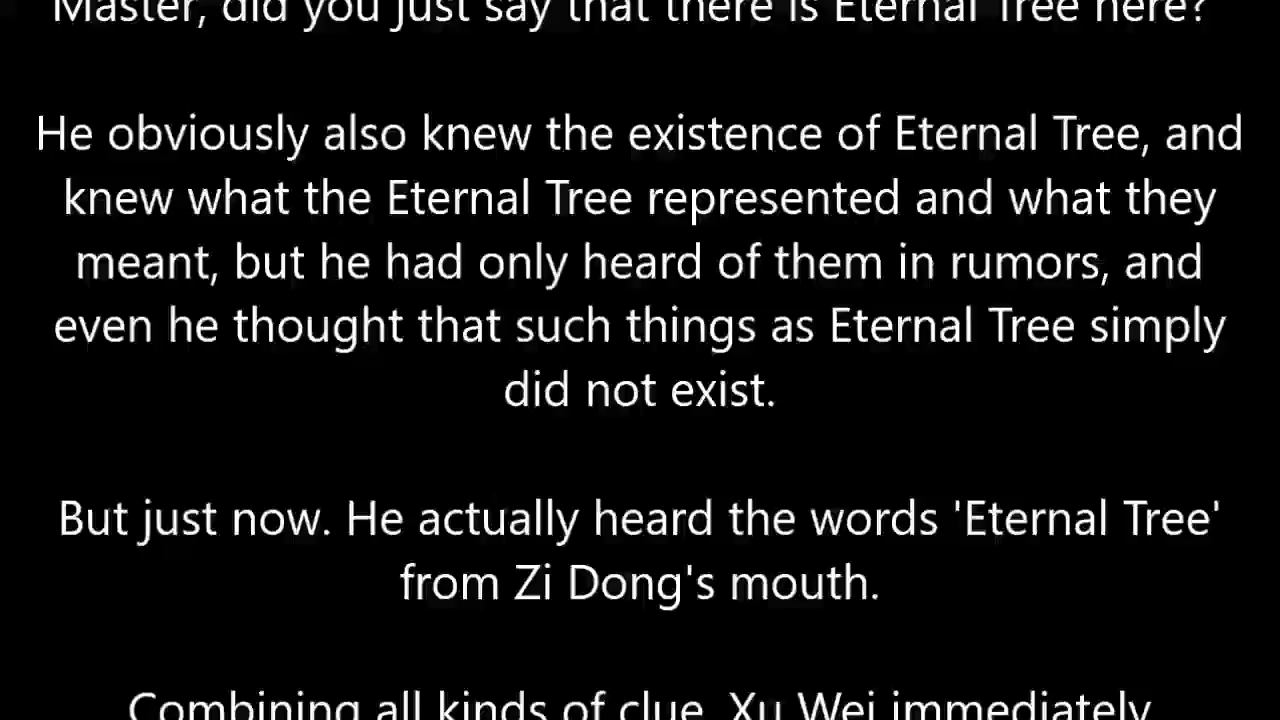 Master, did you just say that there is Eternal Tree here?
He obviously also knew the existence of Eternal Tree, and
knew what the Eternal Tree represented and what they
meant, but he had only heard of them in rumors, and
even he thought that such things as Eternal Tree simply
did not exist.
But just now. He actually heard the words 'Eternal Tree'
from Zi Dong's mouth.
Combining all kinds of clue, Xu Wei immediately